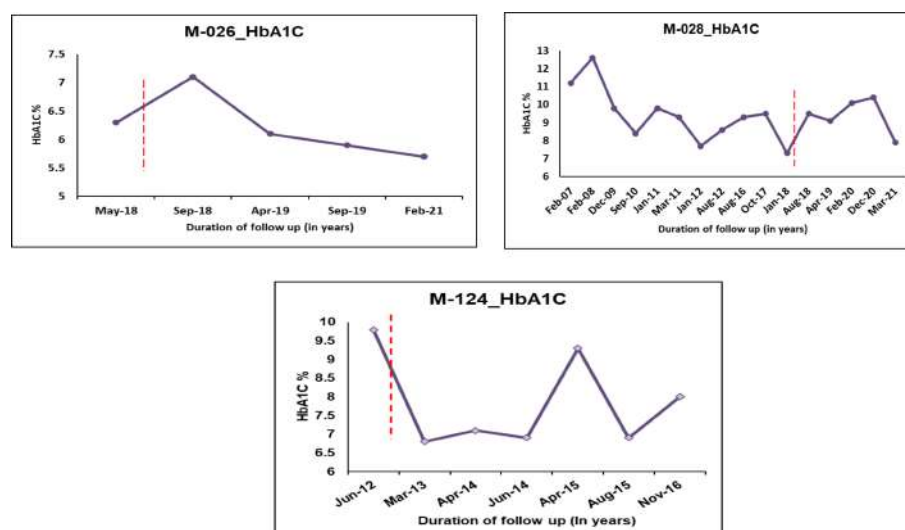 M-026_HbA1C
7.5
7
6.5
6
5.5
5
HbA1C %
May-18 Sep-18 Apr-19 Sep-19 Feb-21
Duration of follow up (in years)
M-028_HbA1C
13
12
11
10
9
8
7
6
HbA1C %
Feb-07 Feb-08 Dec-09 Sep-10 Jan-11 Mar-11 Jan-12 Aug-12 Aug-16 Oct-17 Jan-18 Aug-18 Apr-19 Feb-20 Dec-20 Mar-21
Duration of follow up (in years)
M-124_HbA1C
10
9.5
9
8.5
8
7.5
7
6.5
6
HbA1C %
Jun-12 Mar-13 Apr-14 Jun-14 Apr-15 Aug-15 Nov-16
Duration of follow up (In years)